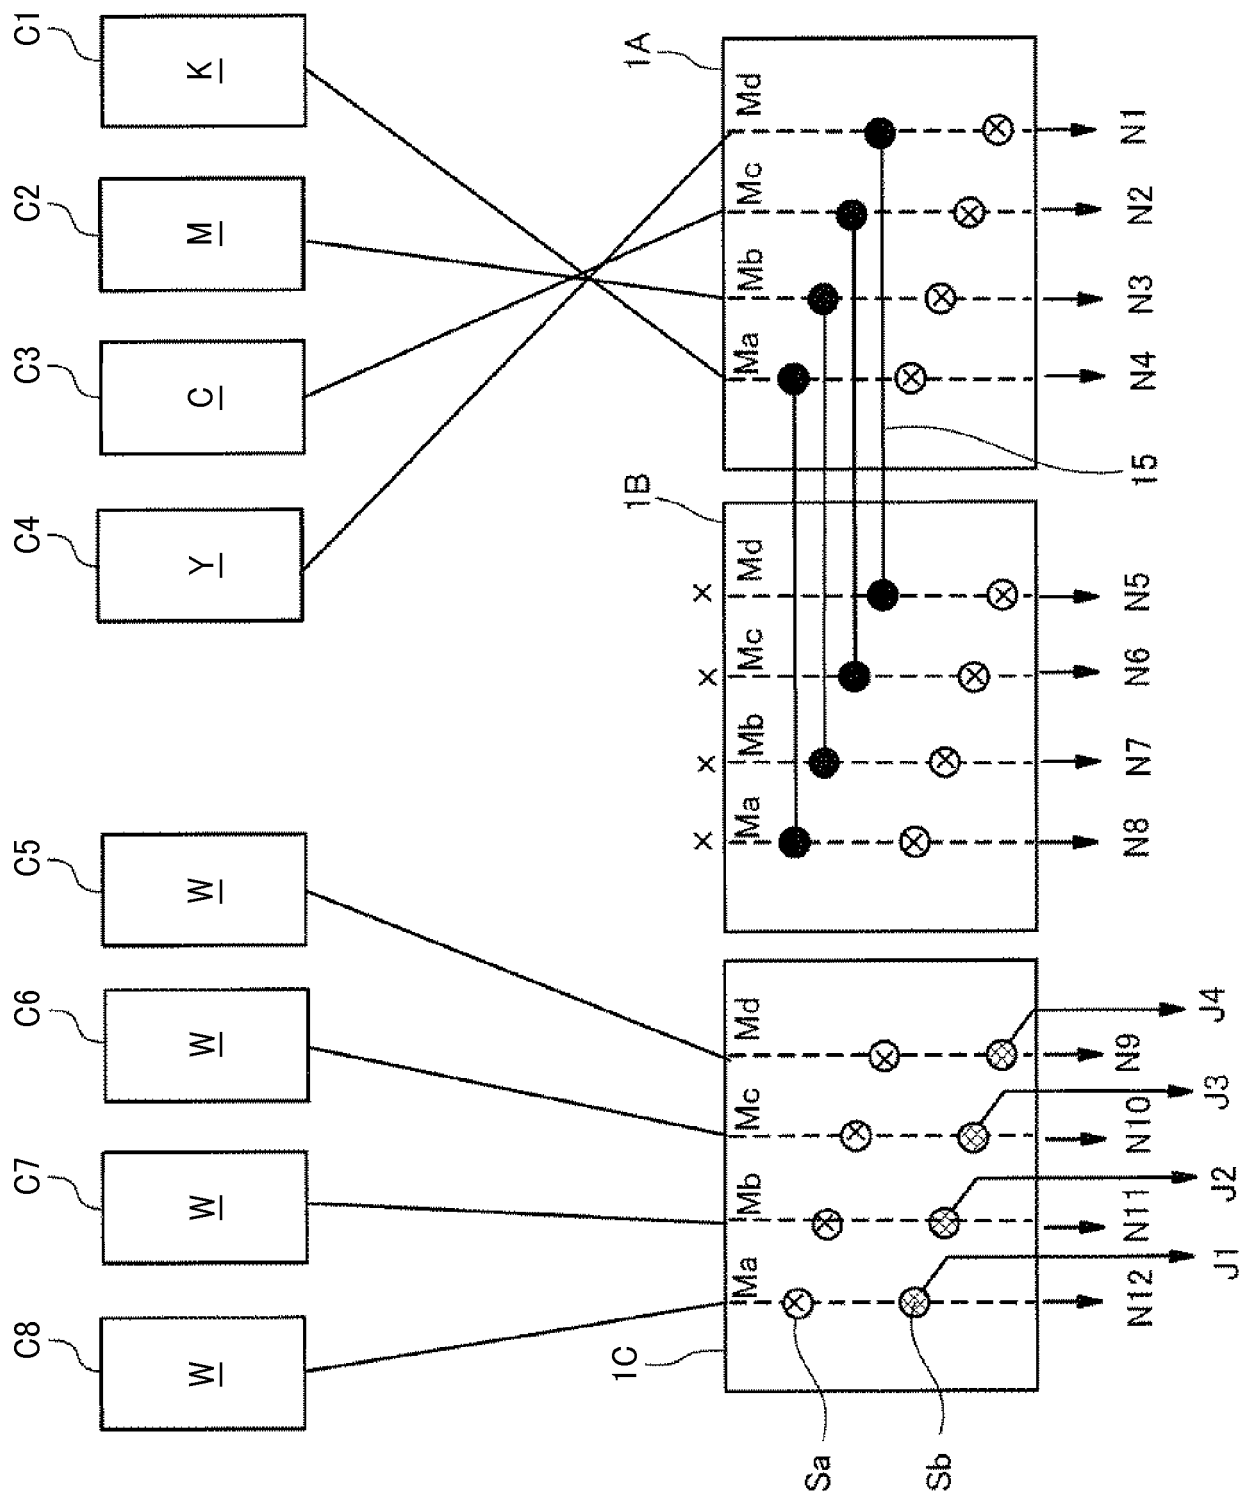 C8 C7 C6 C5 C4 C3 C2 C1
W W W W Y C M K
1C 1B 1A
Ma Mb Mc Md Ma Mb Mc Md Ma Mb Mc Md
Sa
Sb
15
N12 N11 N10 N9 N8 N7 N6 N5 N4 N3 N2 N1
J1 J2 J3 J4